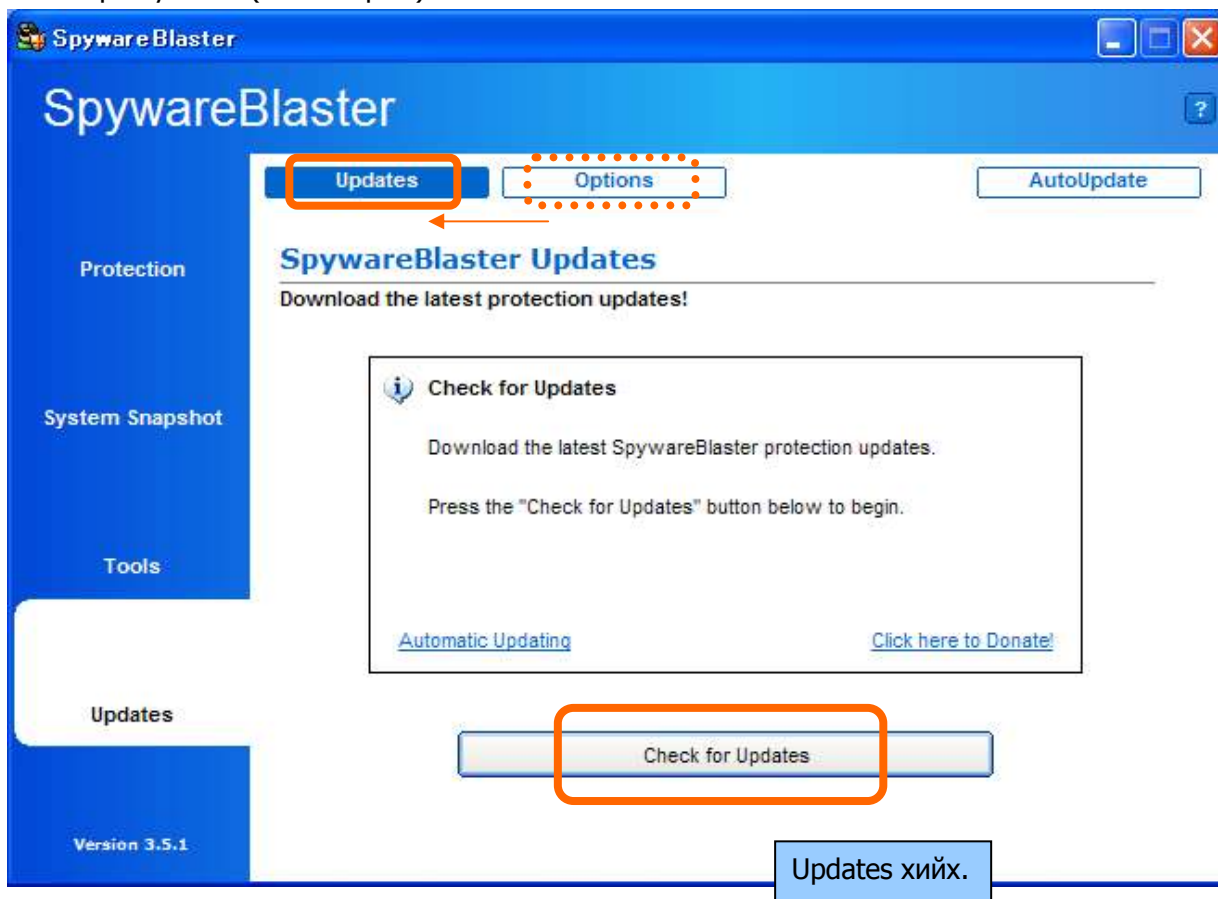 SpywareBlaster
SpywareBlaster
?
Updates Options AutoUpdate
Protection
SpywareBlaster Updates
Download the latest protection updates!
Check for Updates
System Snapshot
Download the latest SpywareBlaster protection updates.
Press the "Check for Updates" button below to begin.
Tools
Automatic Updating Click here to Donate!
Updates
Check for Updates
Version 3.5.1
Updates хийх.